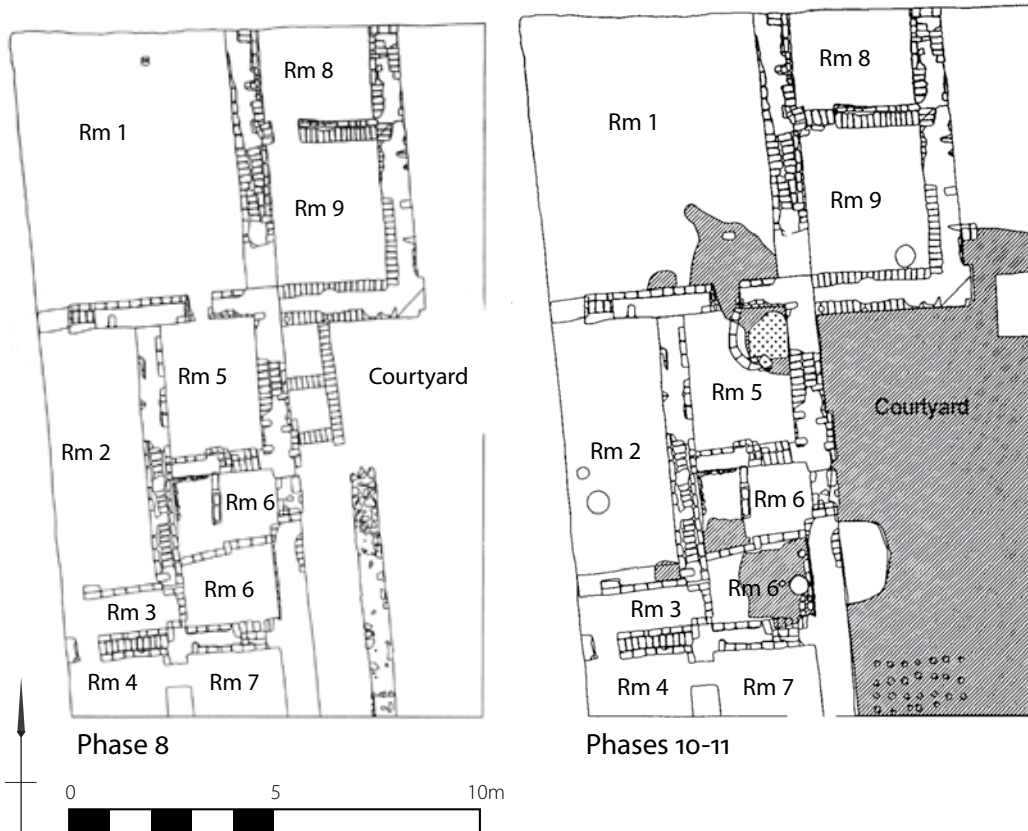 Rm 8
Rm 1
Rm 9
Rm 5
Courtyard
Rm 2
Rm 6
Rm 6
Rm 3
Rm 4
Rm 7
Phase 8
Rm 8
Rm 1
Rm 9
Rm 5
Courtyard
Rm 2
Rm 6
Rm 6
Rm 3
Rm 4
Rm 7
Phases 10-11
0
5
10m